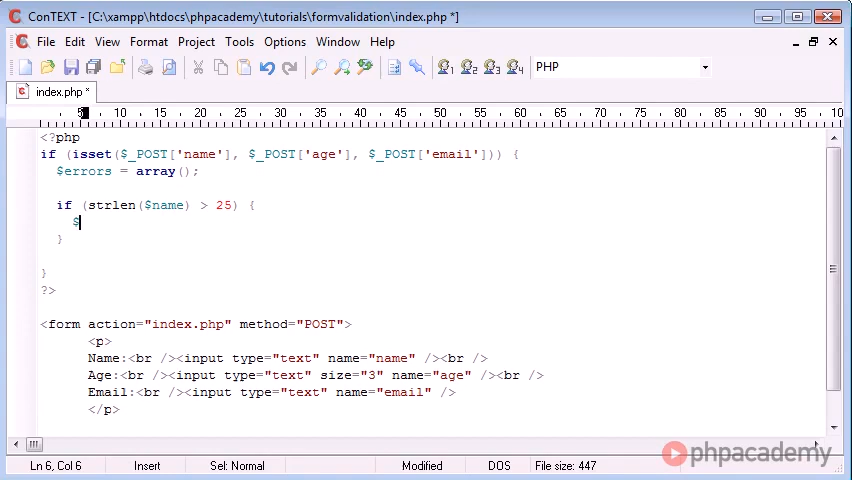 ConTEXT - [C:\xampp\htdocs\phpacademy\tutorials\formvalidation\index.php *]
File Edit View Format Project Tools Options Window Help
1 2 3 4 PHP
index.php *
5 10 15 20 25 30 35 40 45 50 55 60 65 70 75 80 85 90 95 10
<?php
if (isset($_POST['name'], $_POST['age'], $_POST['email'])) {
$errors = array();
if (strlen($name) > 25) {
$
}
}
?>
<form action="index.php" method="POST">
<p>
Name:<br /><input type="text" name="name" /><br />
Age:<br /><input type="text" size="3" name="age" /><br />
Email:<br /><input type="text" name="email" />
</p>
phpacademy
Ln 6, Col 6 Insert Sel: Normal Modified DOS File size: 447